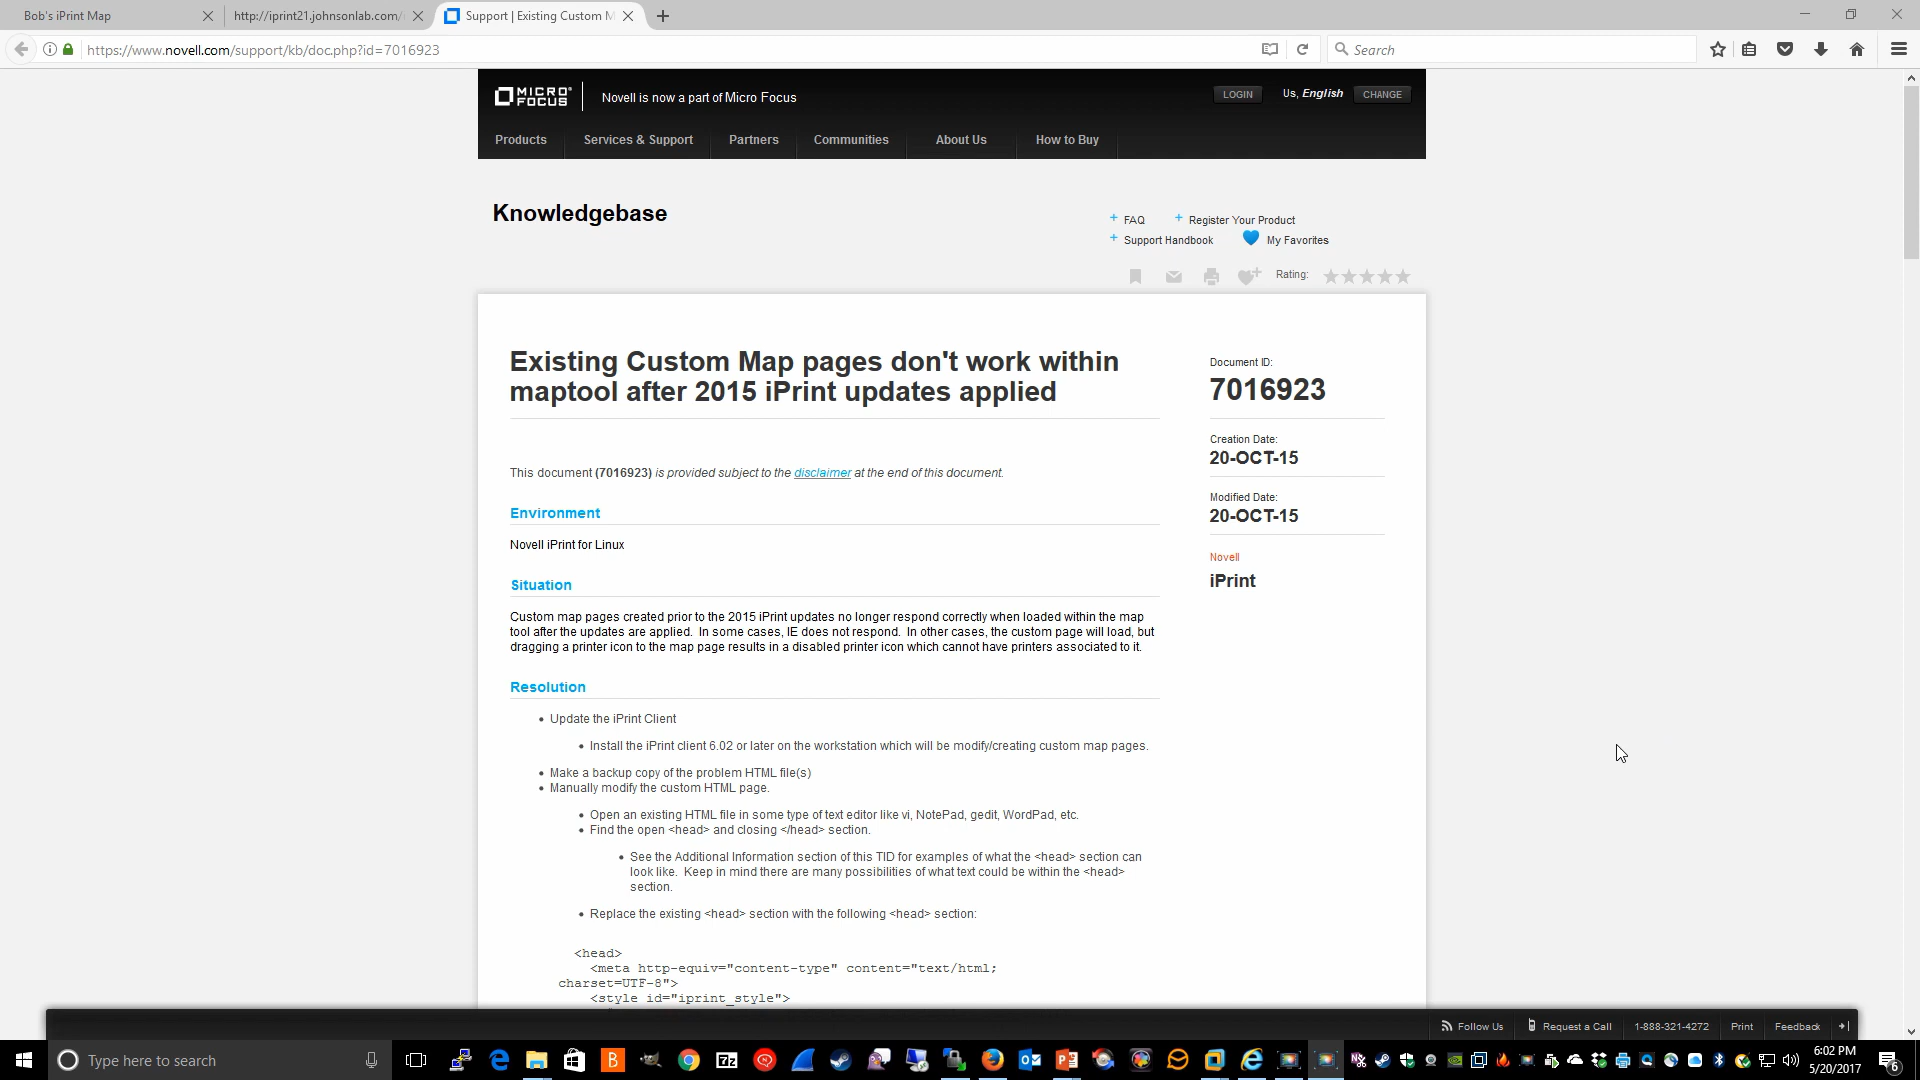 Bob's iPrint Map
http://iprint21.johnsonlab.com/
Support | Existing Custom M
https://www.novell.com/support/kb/doc.php?id=7016923
Search
MICRO FOCUS
Novell is now a part of Micro Focus
LOGIN
Us, English
CHANGE
Products
Services & Support
Partners
Communities
About Us
How to Buy
Knowledgebase
FAQ
Register Your Product
Support Handbook
My Favorites
Rating:
Existing Custom Map pages don't work within
maptool after 2015 iPrint updates applied
Document ID:
7016923
Creation Date:
20-OCT-15
Modified Date:
20-OCT-15
Novell
iPrint
This document (7016923) is provided subject to the disclaimer at the end of this document.
Environment
Novell iPrint for Linux
Situation
Custom map pages created prior to the 2015 iPrint updates no longer respond correctly when loaded within the map
tool after the updates are applied.  In some cases, IE does not respond.  In other cases, the custom page will load, but
dragging a printer icon to the map page results in a disabled printer icon which cannot have printers associated to it.
Resolution
• Update the iPrint Client
• Install the iPrint client 6.02 or later on the workstation which will be modify/creating custom map pages.
• Make a backup copy of the problem HTML file(s)
• Manually modify the custom HTML page.
• Open an existing HTML file in some type of text editor like vi, NotePad, gedit, WordPad, etc.
• Find the open <head> and closing </head> section.
• See the Additional Information section of this TID for examples of what the <head> section can
look like.  Keep in mind there are many possibilities of what text could be within the <head>
section.
• Replace the existing <head> section with the following <head> section:
<head>
<meta http-equiv="content-type" content="text/html;
charset=UTF-8">
<style id="iprint_style">
Follow Us
Request a Call
1-888-321-4272
Print
Feedback
Type here to search
6:02 PM
5/20/2017
6